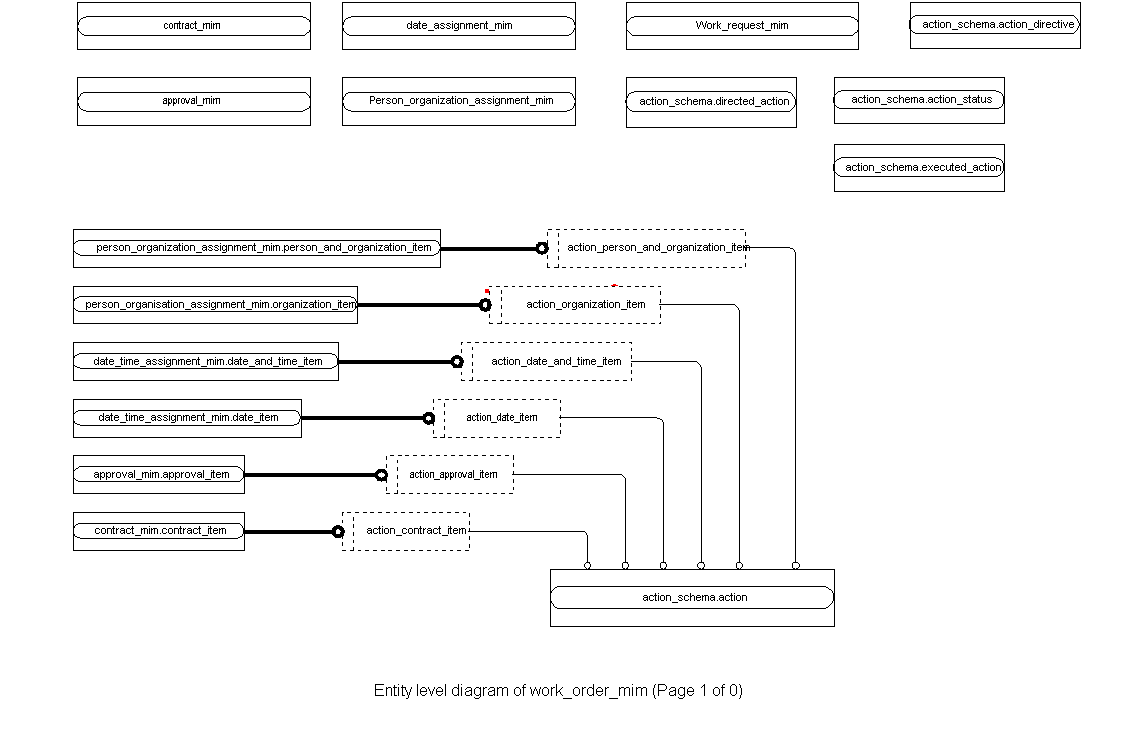 contract_mim
date_assignment_mim
Work_request_mim
action_schema.action_directive
approval_mim
Person_organization_assignment_mim
action_schema.directed_action
action_schema.action_status
action_schema.executed_action
person_organization_assignment_mim.person_and_organization_item
action_person_and_organization_item
person_organisation_assignment_mim.organization_item
action_organization_item
date_time_assignment_mim.date_and_time_item
action_date_and_time_item
date_time_assignment_mim.date_item
action_date_item
approval_mim.approval_item
action_approval_item
contract_mim.contract_item
action_contract_item
action_schema.action
Entity level diagram of work_order_mim (Page 1 of 0)